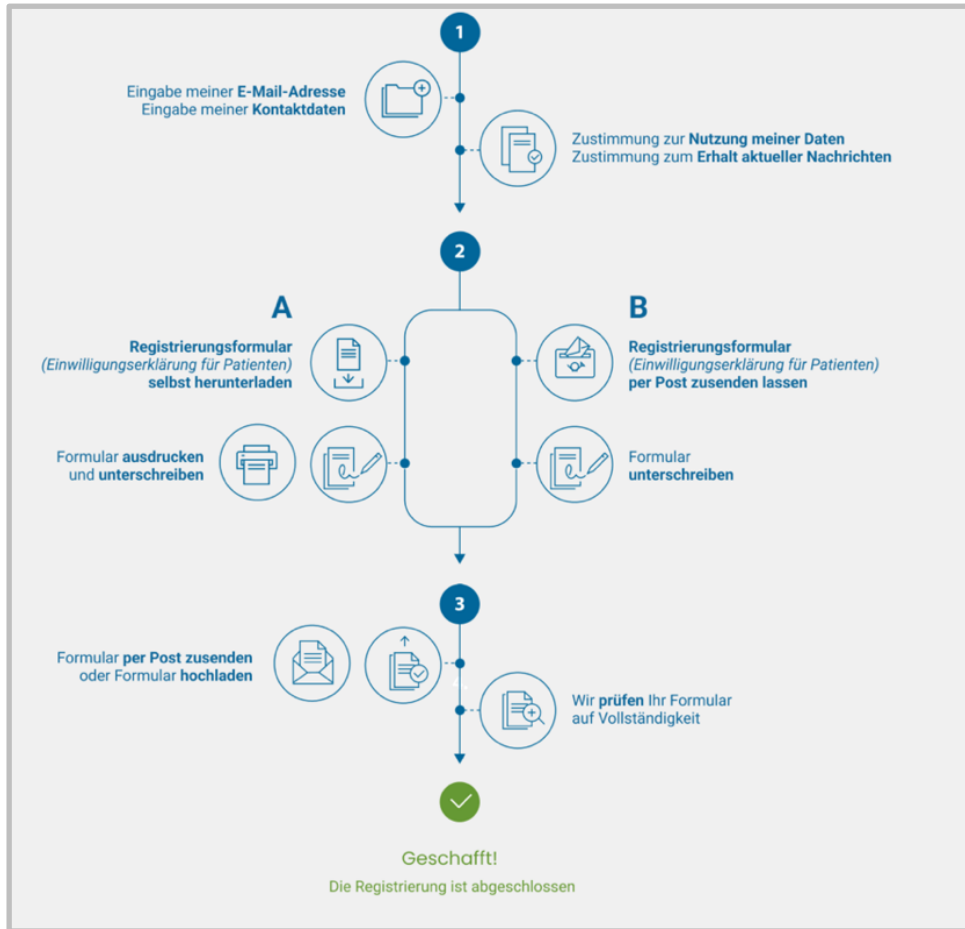 1
Eingabe meiner E-Mail-Adresse
Eingabe meiner Kontaktdaten
Zustimmung zur Nutzung meiner Daten
Zustimmung zum Erhalt aktueller Nachrichten
2
A
Registrierungsformular
(Einwilligungserklärung für Patienten)
selbst herunterladen
Formular ausdrucken
und unterschreiben
B
Registrierungsformular
(Einwilligungserklärung für Patienten)
per Post zusenden lassen
Formular
unterschreiben
3
Formular per Post zusenden
oder Formular hochladen
Wir prüfen Ihr Formular
auf Vollständigkeit
Geschafft!
Die Registrierung ist abgeschlossen